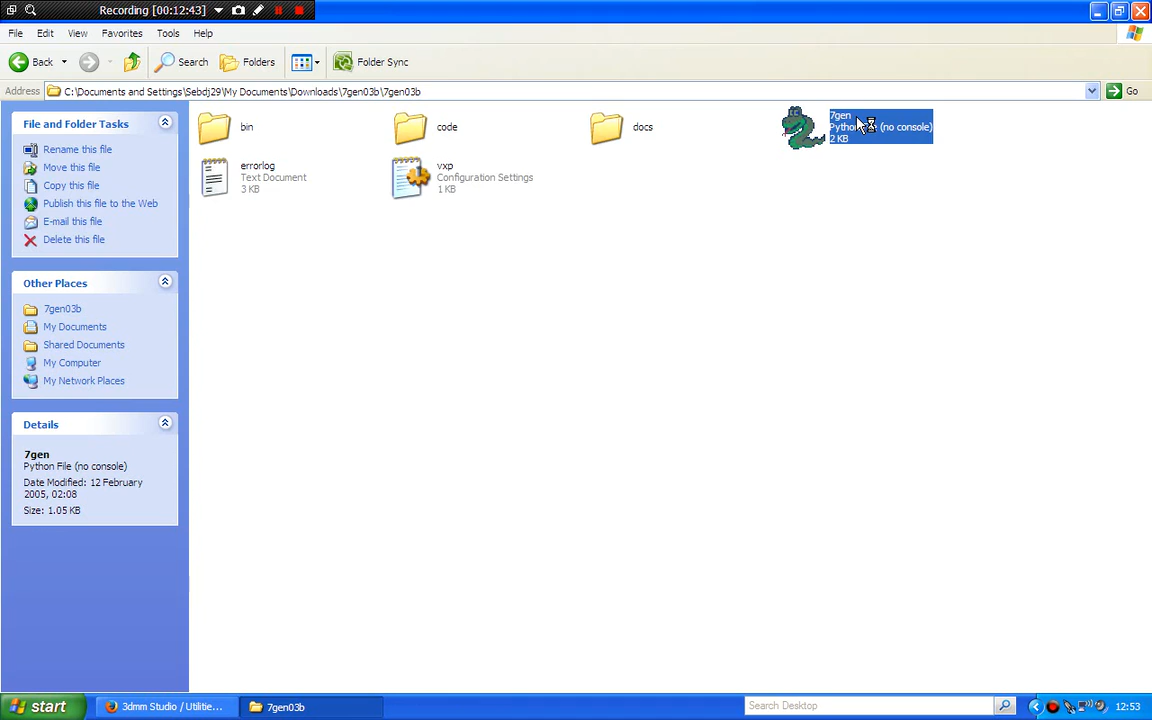 Recording [00:12:43]
File Edit View Favorites Tools Help
Back Search Folders Folder Sync
Address C:\Documents and Settings\Sebdj29\My Documents\Downloads\7gen03b\7gen03b Go
File and Folder Tasks
Rename this file
Move this file
Copy this file
Publish this file to the Web
E-mail this file
Delete this file
Other Places
7gen03b
My Documents
Shared Documents
My Computer
My Network Places
Details
7gen
Python File (no console)
Date Modified: 12 February
2005, 02:08
Size: 1.05 KB
bin
code
docs
7gen
(no console)
2 KB
errorlog
Text Document
3 KB
vxp
Configuration Settings
1 KB
start
3dmm Studio / Utilitie...
7gen03b
Search Desktop
12:53